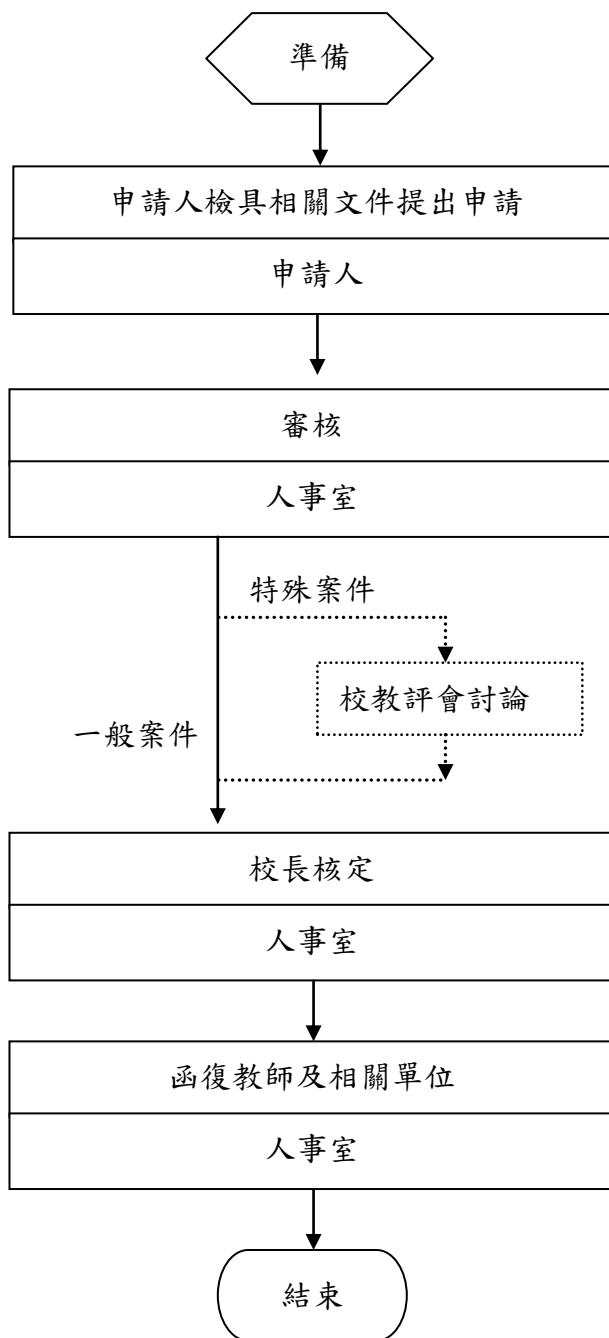 準備
申請人檢具相關文件提出申請
申請人
審核
人事室
特殊案件
校教評會討論
一般案件
校長核定
人事室
函復教師及相關單位
人事室
結束